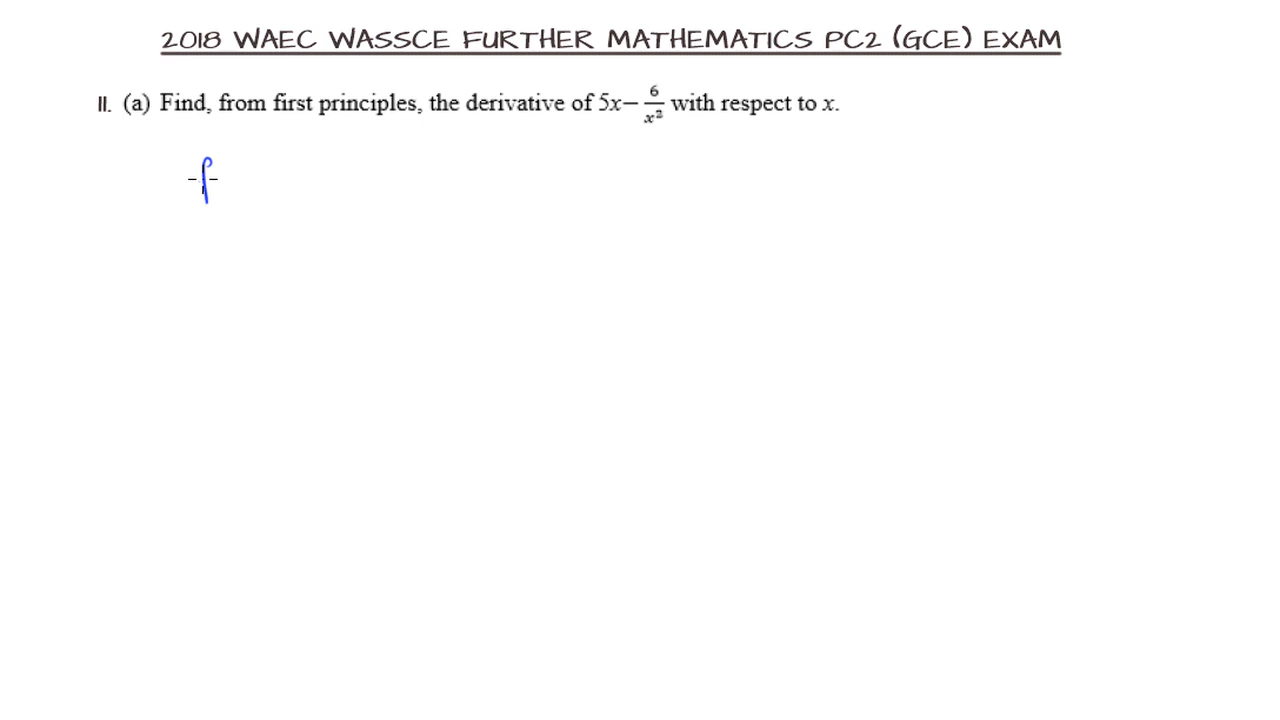 2018 WAEC WASSCE FURTHER MATHEMATICS PC2 (GCE) EXAM
11. (a) Find, from first principles, the derivative of 5x−6/x² with respect to x.
f